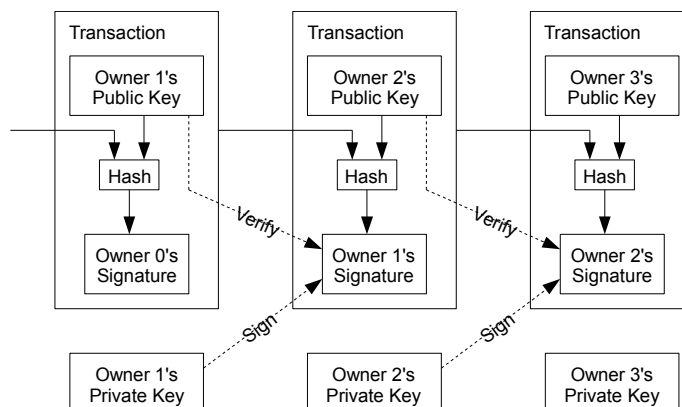 Transaction
Owner 1's
Public Key
Hash
Owner 0's
Signature
Transaction
Owner 2's
Public Key
Hash
Verify
Owner 1's
Signature
Sign
Transaction
Owner 3's
Public Key
Hash
Verify
Owner 2's
Signature
Sign
Owner 1's
Private Key
Owner 2's
Private Key
Owner 3's
Private Key